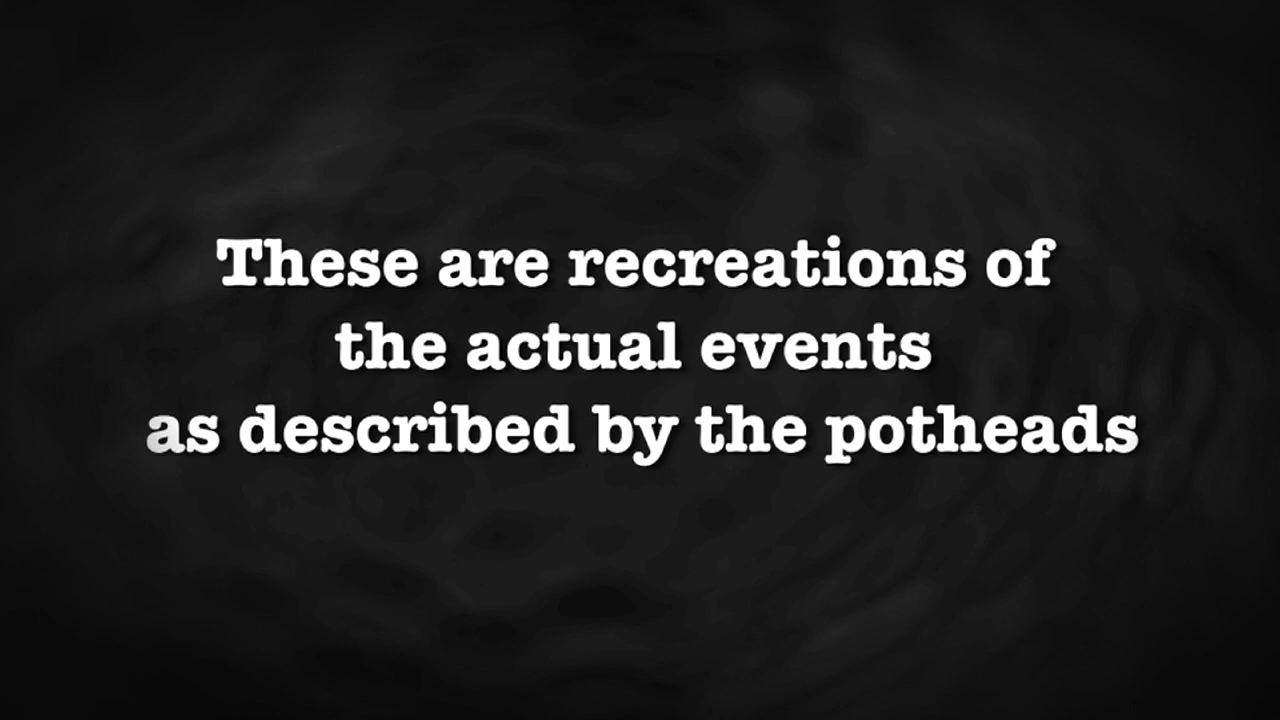 These are recreations of
the actual events
as described by the potheads